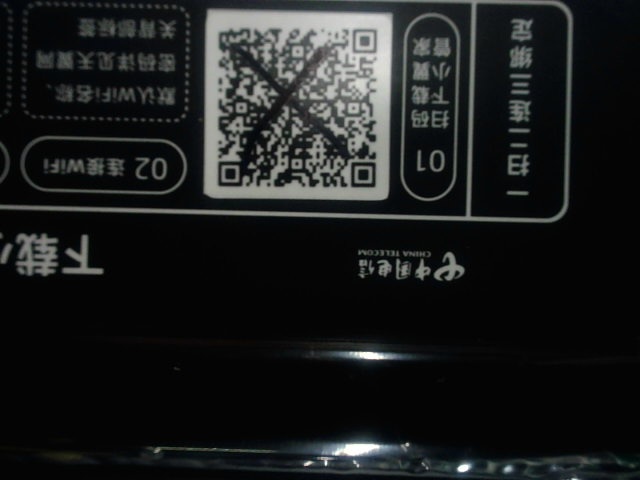 中国电信
CHINA TELECOM
下载
一扫二连三绑定
01
扫码
下载
小翼
管家
02 连接WiFi
默认WiFi名称、
密码详见天翼网
关背部标签